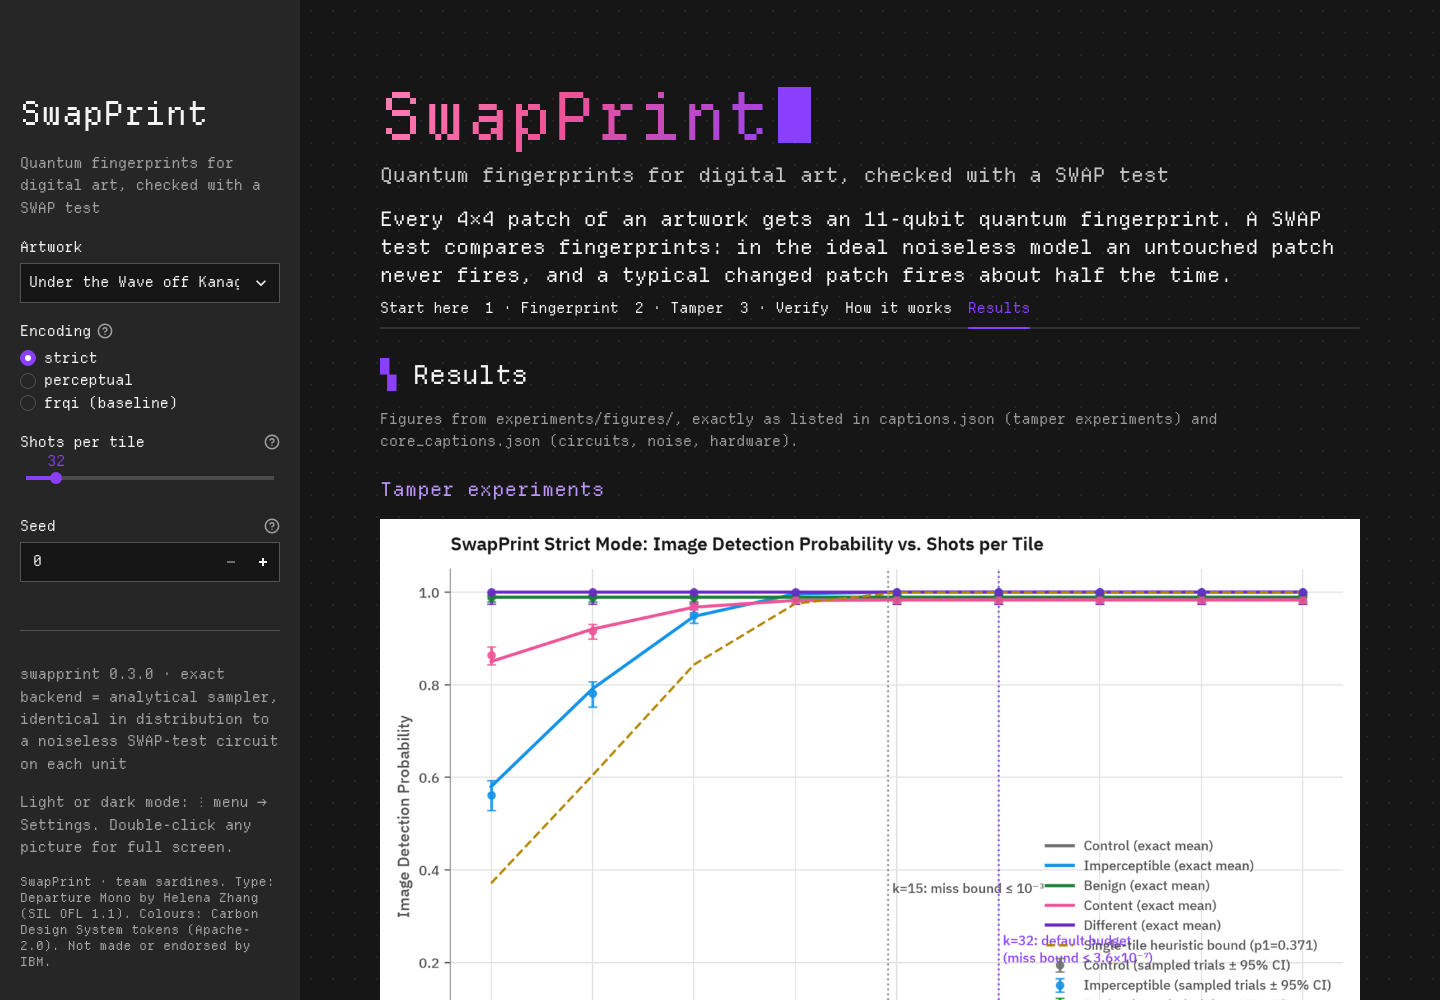 SwapPrint
Quantum fingerprints for
digital art, checked with a
SWAP test
Artwork
Under the Wave off Kanag
Encoding
strict
perceptual
frqi (baseline)
Shots per tile
32
Seed
0
swapprint 0.3.0 · exact
backend = analytical sampler,
identical in distribution to
a noiseless SWAP-test circuit
on each unit
Light or dark mode: ⋮ menu →
Settings. Double-click any
picture for full screen.
SwapPrint · team sardines. Type:
Departure Mono by Helena Zhang
(SIL OFL 1.1). Colours: Carbon
Design System tokens (Apache-
2.0). Not made or endorsed by
IBM.
SwapPrint
Quantum fingerprints for digital art, checked with a SWAP test
Every 4×4 patch of an artwork gets an 11-qubit quantum fingerprint. A SWAP
test compares fingerprints: in the ideal noiseless model an untouched patch
never fires, and a typical changed patch fires about half the time.
Start here 1 · Fingerprint 2 · Tamper 3 · Verify How it works Results
Results
Figures from experiments/figures/, exactly as listed in captions.json (tamper experiments) and
core_captions.json (circuits, noise, hardware).
Tamper experiments
SwapPrint Strict Mode: Image Detection Probability vs. Shots per Tile
Image Detection Probability
1.0
0.8
0.6
0.4
0.2
k=15: miss bound ≤ 10⁻³
k=32: default budget
(miss bound ≤ 3.6×10⁻⁷)
Control (exact mean)
Imperceptible (exact mean)
Benign (exact mean)
Content (exact mean)
Different (exact mean)
Single-tile heuristic bound (p1=0.371)
Control (sampled trials ± 95% CI)
Imperceptible (sampled trials ± 95% CI)